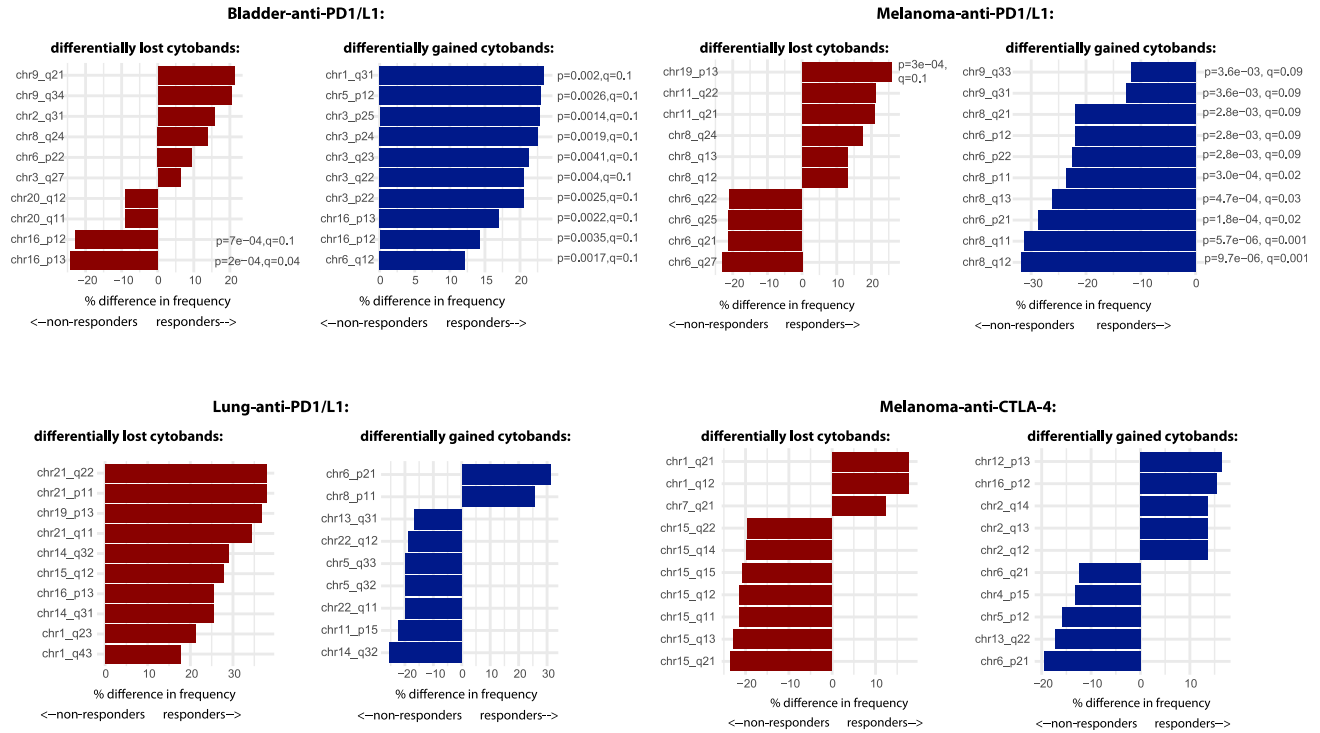 Bladder-anti-PD1/L1:
differentially lost cytobands:
chr9_q21
chr9_q34
chr2_q31
chr8_q24
chr6_p22
chr3_q27
chr20_q12
chr20_q11
chr16_p12 p=7e-04,q=0.1
chr16_p13 p=2e-04,q=0.04
−20 −10 0 10 20
% difference in frequency
<--non-responders responders-->
differentially gained cytobands:
chr1_q31 p=0.002,q=0.1
chr5_p12 p=0.0026,q=0.1
chr3_p25 p=0.0014,q=0.1
chr3_p24 p=0.0019,q=0.1
chr3_q23 p=0.0041,q=0.1
chr3_q22 p=0.004,q=0.1
chr3_p22 p=0.0025,q=0.1
chr16_p13 p=0.0022,q=0.1
chr16_p12 p=0.0035,q=0.1
chr6_q12 p=0.0017,q=0.1
0 5 10 15 20
% difference in frequency
<--non-responders responders-->
Melanoma-anti-PD1/L1:
differentially lost cytobands:
chr19_p13 p=3e-04,
q=0.1
chr11_q22
chr11_q21
chr8_q24
chr8_q13
chr8_q12
chr6_q22
chr6_q25
chr6_q21
chr6_q27
−20 −10 0 10 20
% difference in frequency
<--non-responders responders-->
differentially gained cytobands:
chr9_q33 p=3.6e−03, q=0.09
chr9_q31 p=3.6e−03, q=0.09
chr8_q21 p=2.8e−03, q=0.09
chr6_p12 p=2.8e−03, q=0.09
chr6_p22 p=2.8e−03, q=0.09
chr8_p11 p=3.0e−04, q=0.02
chr8_q13 p=4.7e−04, q=0.03
chr6_p21 p=1.8e−04, q=0.02
chr8_q11 p=5.7e−06, q=0.001
chr8_q12 p=9.7e−06, q=0.001
−30 −20 −10 0
% difference in frequency
<--non-responders responders-->
Lung-anti-PD1/L1:
differentially lost cytobands:
chr21_q22
chr21_p11
chr19_p13
chr21_q11
chr14_q32
chr15_q12
chr16_p13
chr14_q31
chr1_q23
chr1_q43
0 10 20 30
% difference in frequency
<--non-responders responders-->
differentially gained cytobands:
chr6_p21
chr8_p11
chr13_q31
chr22_q12
chr5_q33
chr5_q32
chr22_q11
chr11_p15
chr14_q32
−20 −10 0 10 20 30
% difference in frequency
<--non-responders responders-->
Melanoma-anti-CTLA-4:
differentially lost cytobands:
chr1_q21
chr1_q12
chr7_q21
chr15_q22
chr15_q14
chr15_q15
chr15_q12
chr15_q11
chr15_q13
chr15_q21
−20 −10 0 10
% difference in frequency
<--non-responders responders-->
differentially gained cytobands:
chr12_p13
chr16_p12
chr2_q14
chr2_q13
chr2_q12
chr6_q21
chr4_p15
chr5_p12
chr13_q22
chr6_p21
−20 −10 0 10
% difference in frequency
<--non-responders responders-->